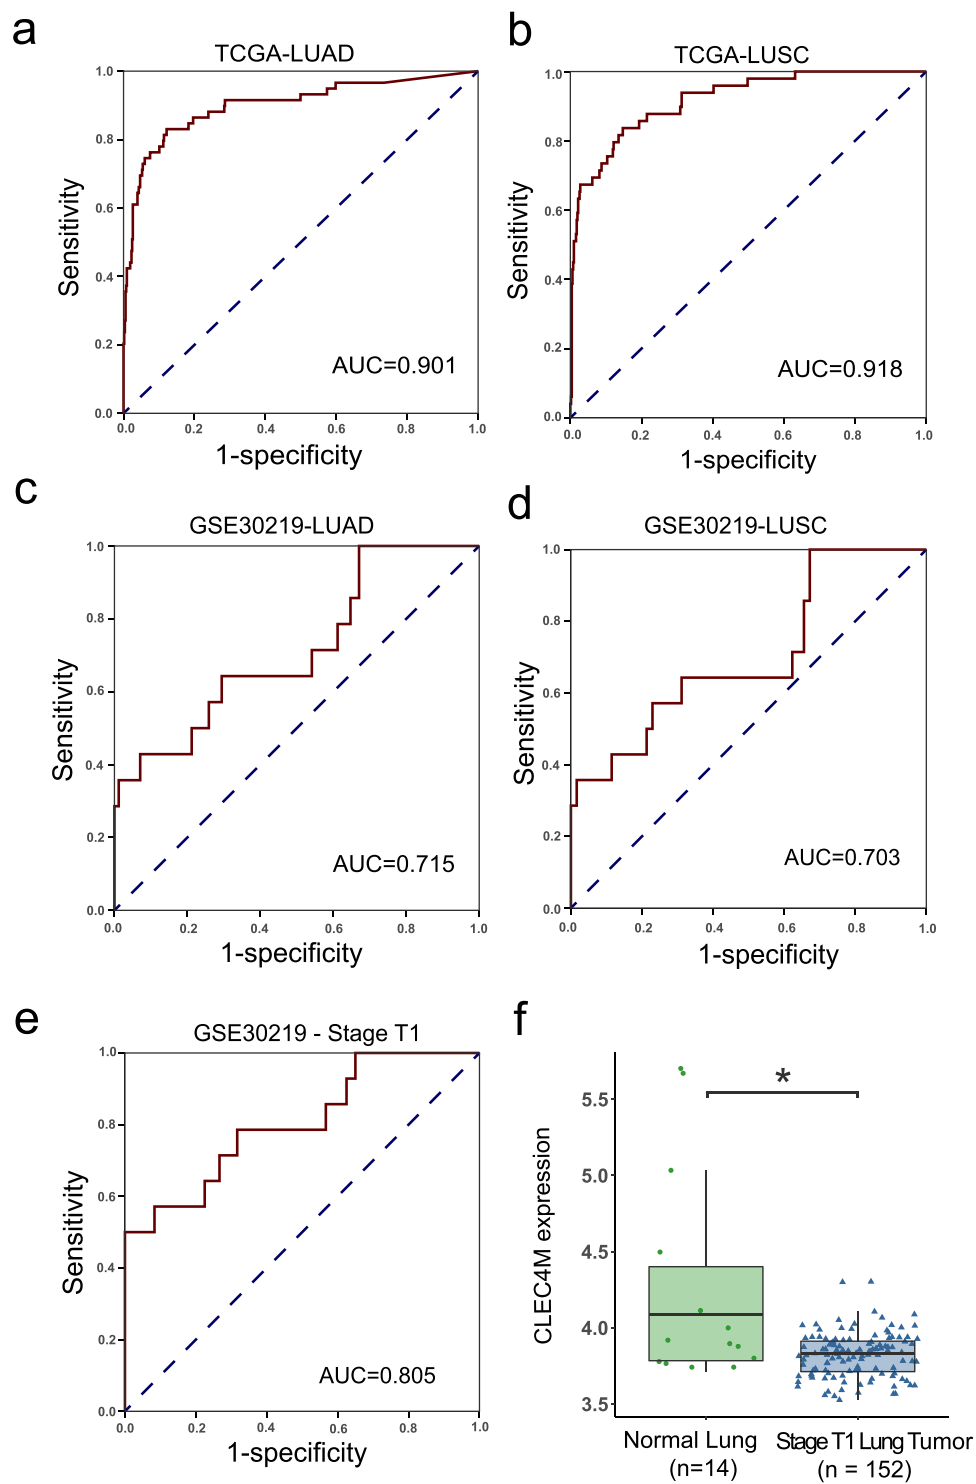 a
TCGA-LUAD
1.0
0.8
0.6
0.4
0.2
0.0
Sensitivity
AUC=0.901
0.0 0.2 0.4 0.6 0.8 1.0
1-specificity
b
TCGA-LUSC
1.0
0.8
0.6
0.4
0.2
0.0
Sensitivity
AUC=0.918
0.0 0.2 0.4 0.6 0.8 1.0
1-specificity
c
GSE30219-LUAD
1.0
0.8
0.6
0.4
0.2
0.0
Sensitivity
AUC=0.715
0.0 0.2 0.4 0.6 0.8 1.0
1-specificity
d
GSE30219-LUSC
1.0
0.8
0.6
0.4
0.2
0.0
Sensitivity
AUC=0.703
0.0 0.2 0.4 0.6 0.8 1.0
1-specificity
e
GSE30219 - Stage T1
1.0
0.8
0.6
0.4
0.2
0.0
Sensitivity
AUC=0.805
0.0 0.2 0.4 0.6 0.8 1.0
1-specificity
f
*
5.5
5.0
4.5
4.0
3.5
CLEC4M expression
Normal Lung
(n=14)
Stage T1 Lung Tumor
(n = 152)